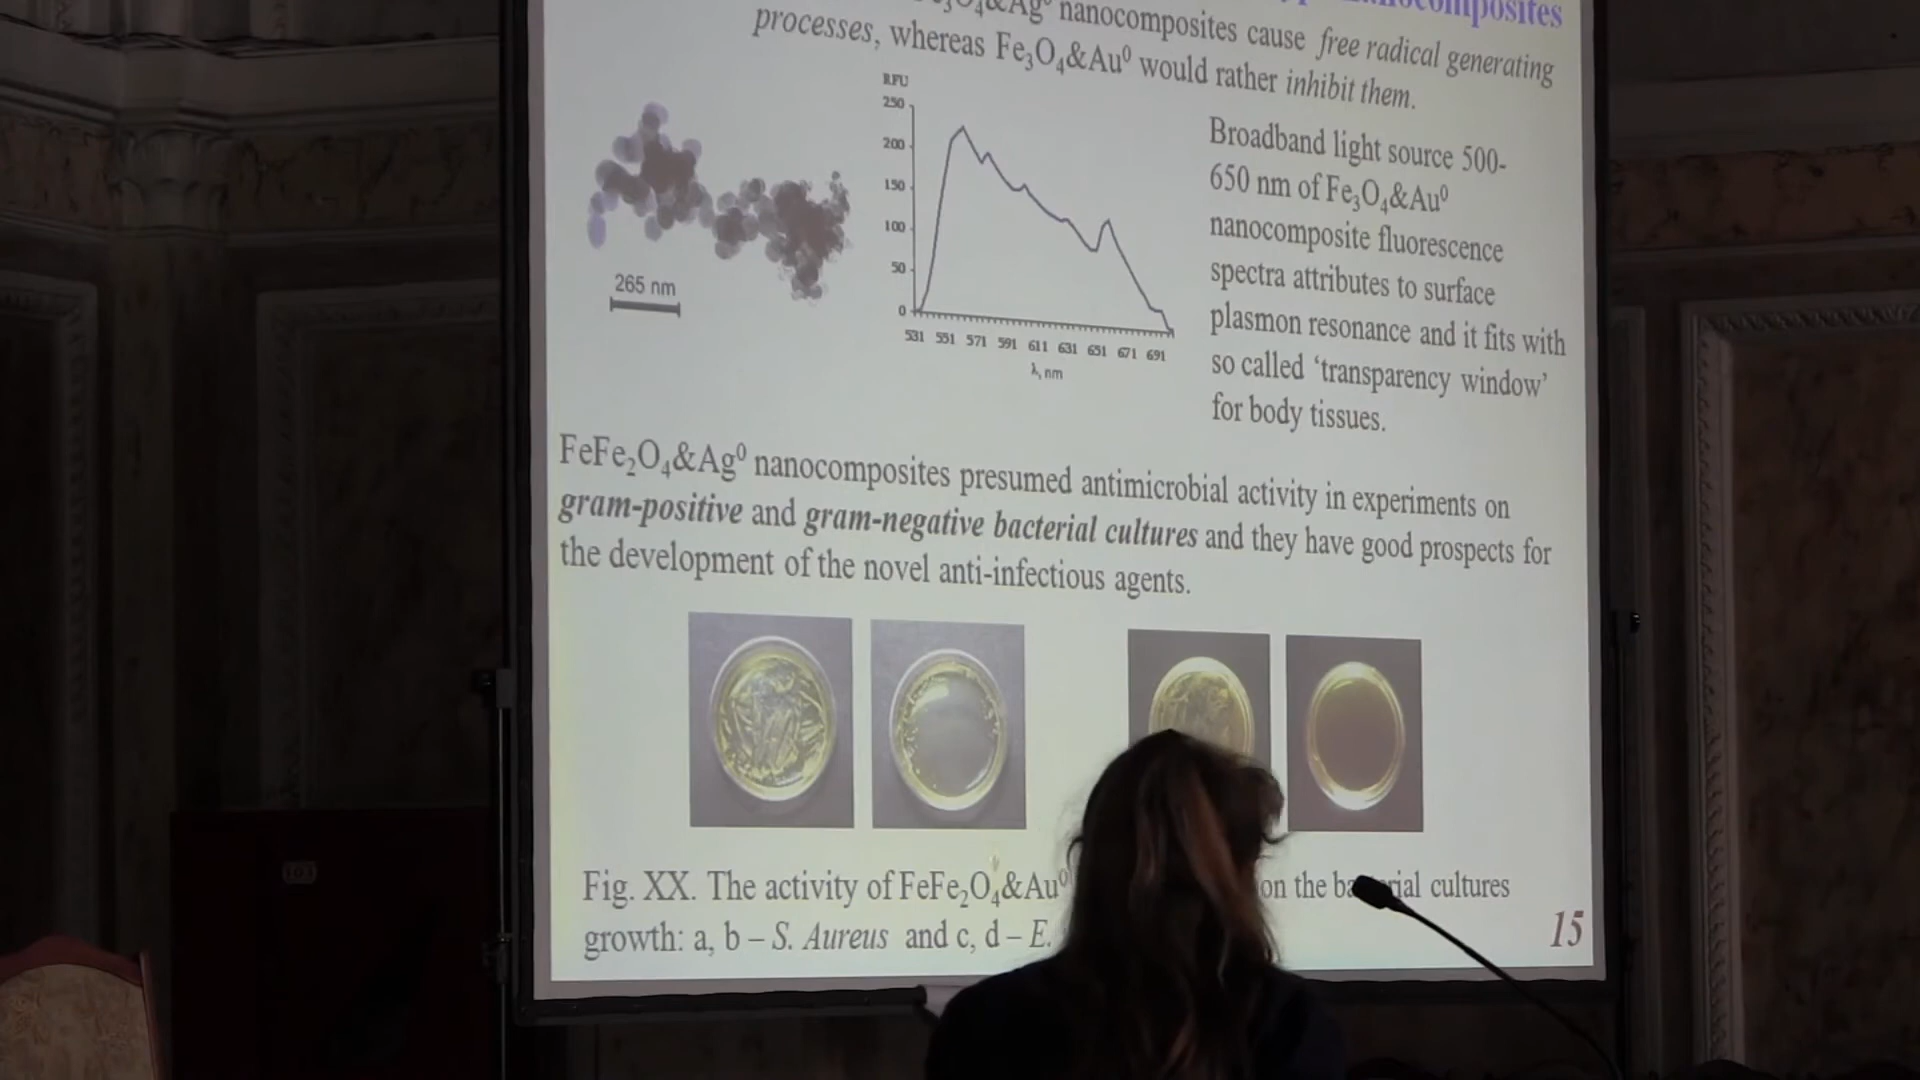 nanocomposites
₃O₄&Ag⁰ nanocomposites cause free radical generating
processes, whereas Fe₃O₄&Au⁰ would rather inhibit them.
RFU
250
200
150
100
50
0
531 551 571 591 611 631 651 671 691
λ, nm
265 nm
Broadband light source 500-
650 nm of Fe₃O₄&Au⁰
nanocomposite fluorescence
spectra attributes to surface
plasmon resonance and it fits with
so called ‘transparency window’
for body tissues.
FeFe₂O₄&Ag⁰ nanocomposites presumed antimicrobial activity in experiments on
gram-positive and gram-negative bacterial cultures and they have good prospects for
the development of the novel anti-infectious agents.
Fig. XX. The activity of FeFe₂O₄&Au⁰ on the bacterial cultures
growth: a, b – S. Aureus and c, d – E.
15